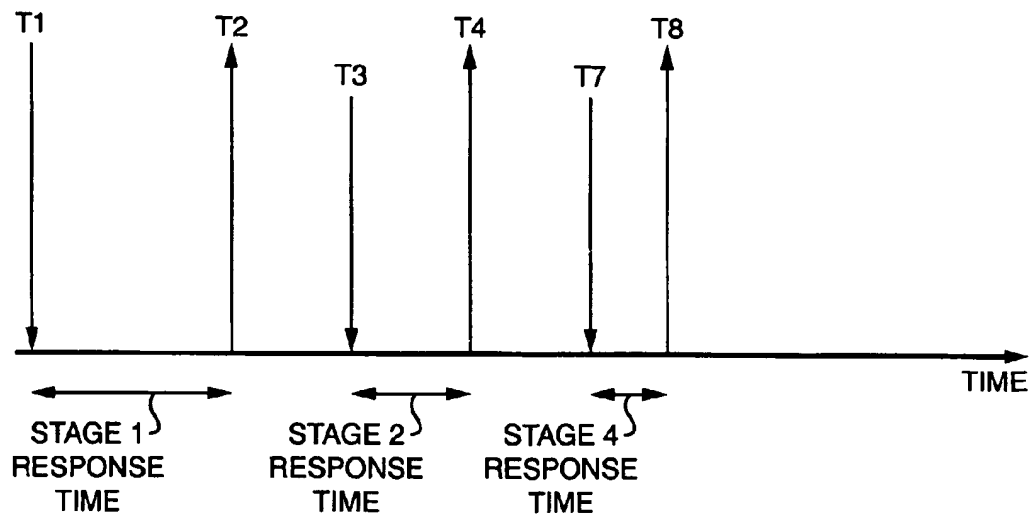 T1
T2
T3
T4
T7
T8
TIME
STAGE 1
RESPONSE
TIME
STAGE 2
RESPONSE
TIME
STAGE 4
RESPONSE
TIME